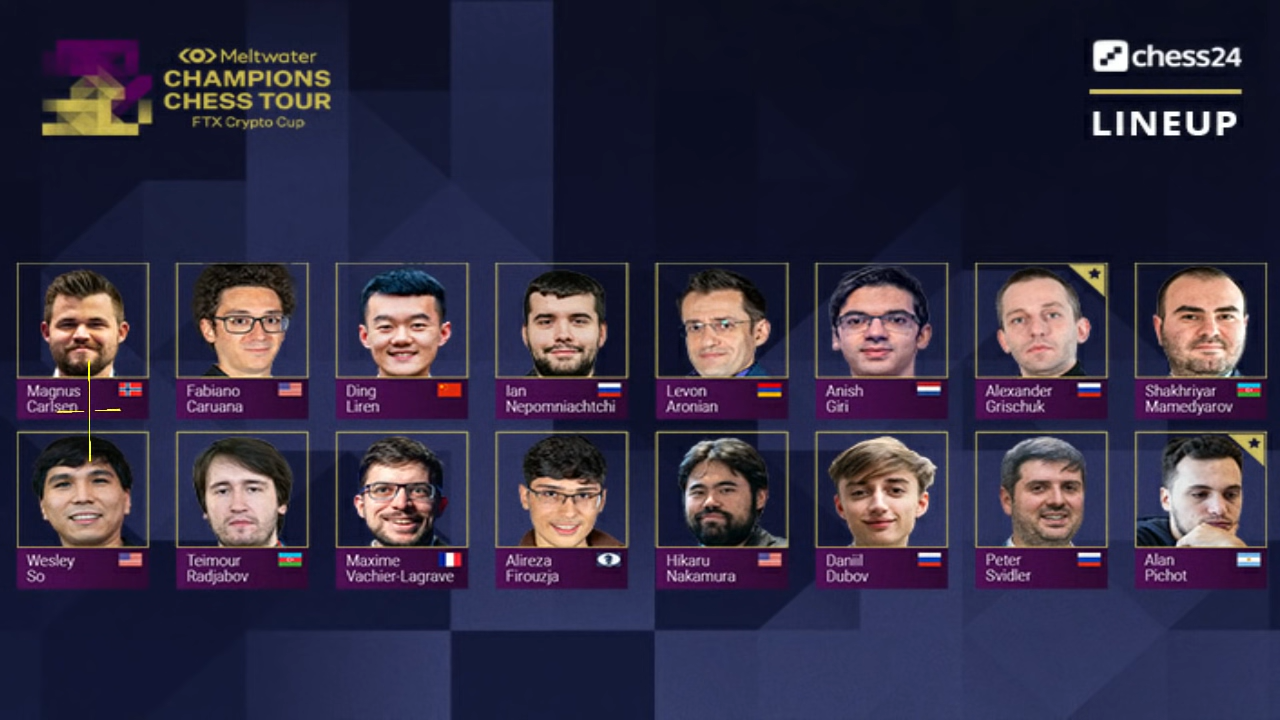 Meltwater
CHAMPIONS
CHESS TOUR
FTX Crypto Cup
chess24
LINEUP
Magnus
Carlsen
Fabiano
Caruana
Ding
Liren
Ian
Nepomniachtchi
Levon
Aronian
Anish
Giri
Alexander
Grischuk
Shakhriyar
Mamedyarov
Wesley
So
Teimour
Radjabov
Maxime
Vachier-Lagrave
Alireza
Firouzja
Hikaru
Nakamura
Daniil
Dubov
Peter
Svidler
Alan
Pichot